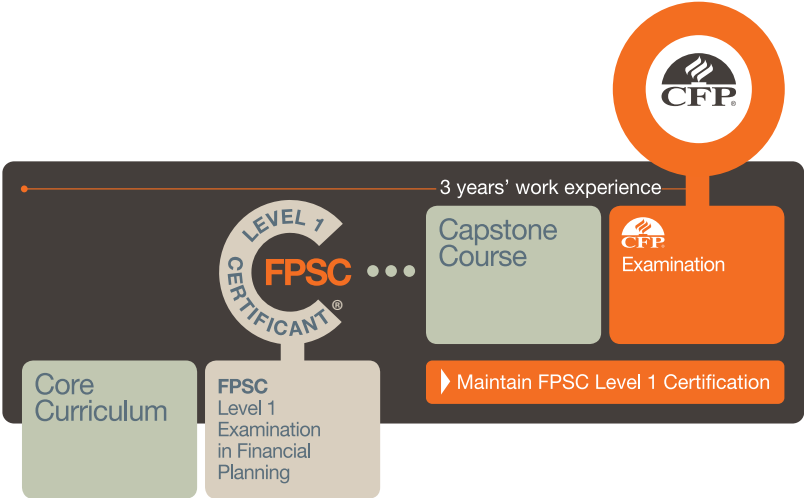 CFP®
3 years' work experience
LEVEL 1
CERTIFICANT
FPSC
®
Capstone
Course
CFP®
Examination
Maintain FPSC Level 1 Certification
Core
Curriculum
FPSC
Level 1
Examination
in Financial
Planning